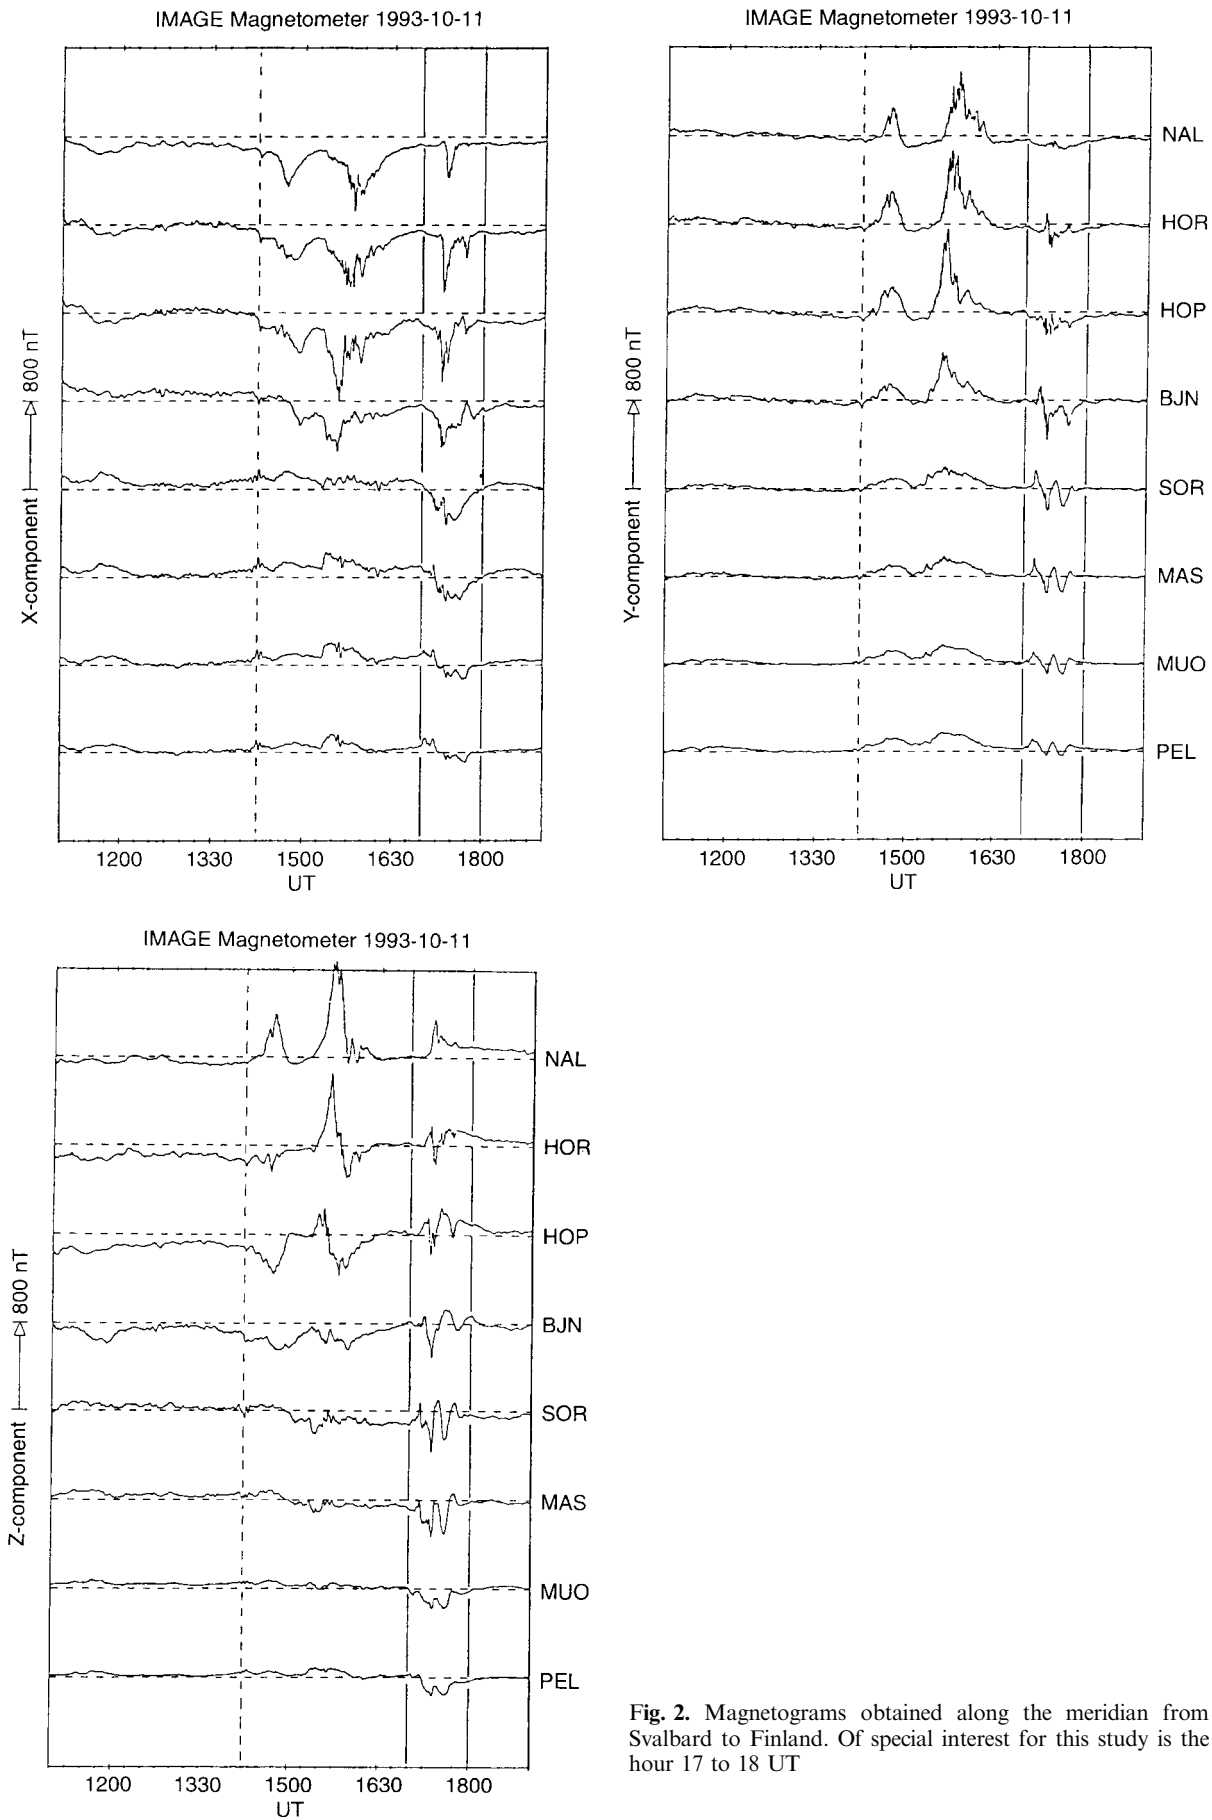 IMAGE Magnetometer 1993-10-11
X-component
800 nT
1200 1330 1500 1630 1800
UT
IMAGE Magnetometer 1993-10-11
Y-component
800 nT
NAL
HOR
HOP
BJN
SOR
MAS
MUO
PEL
1200 1330 1500 1630 1800
UT
IMAGE Magnetometer 1993-10-11
Z-component
800 nT
NAL
HOR
HOP
BJN
SOR
MAS
MUO
PEL
1200 1330 1500 1630 1800
UT
Fig. 2. Magnetograms obtained along the meridian from
Svalbard to Finland. Of special interest for this study is the
hour 17 to 18 UT